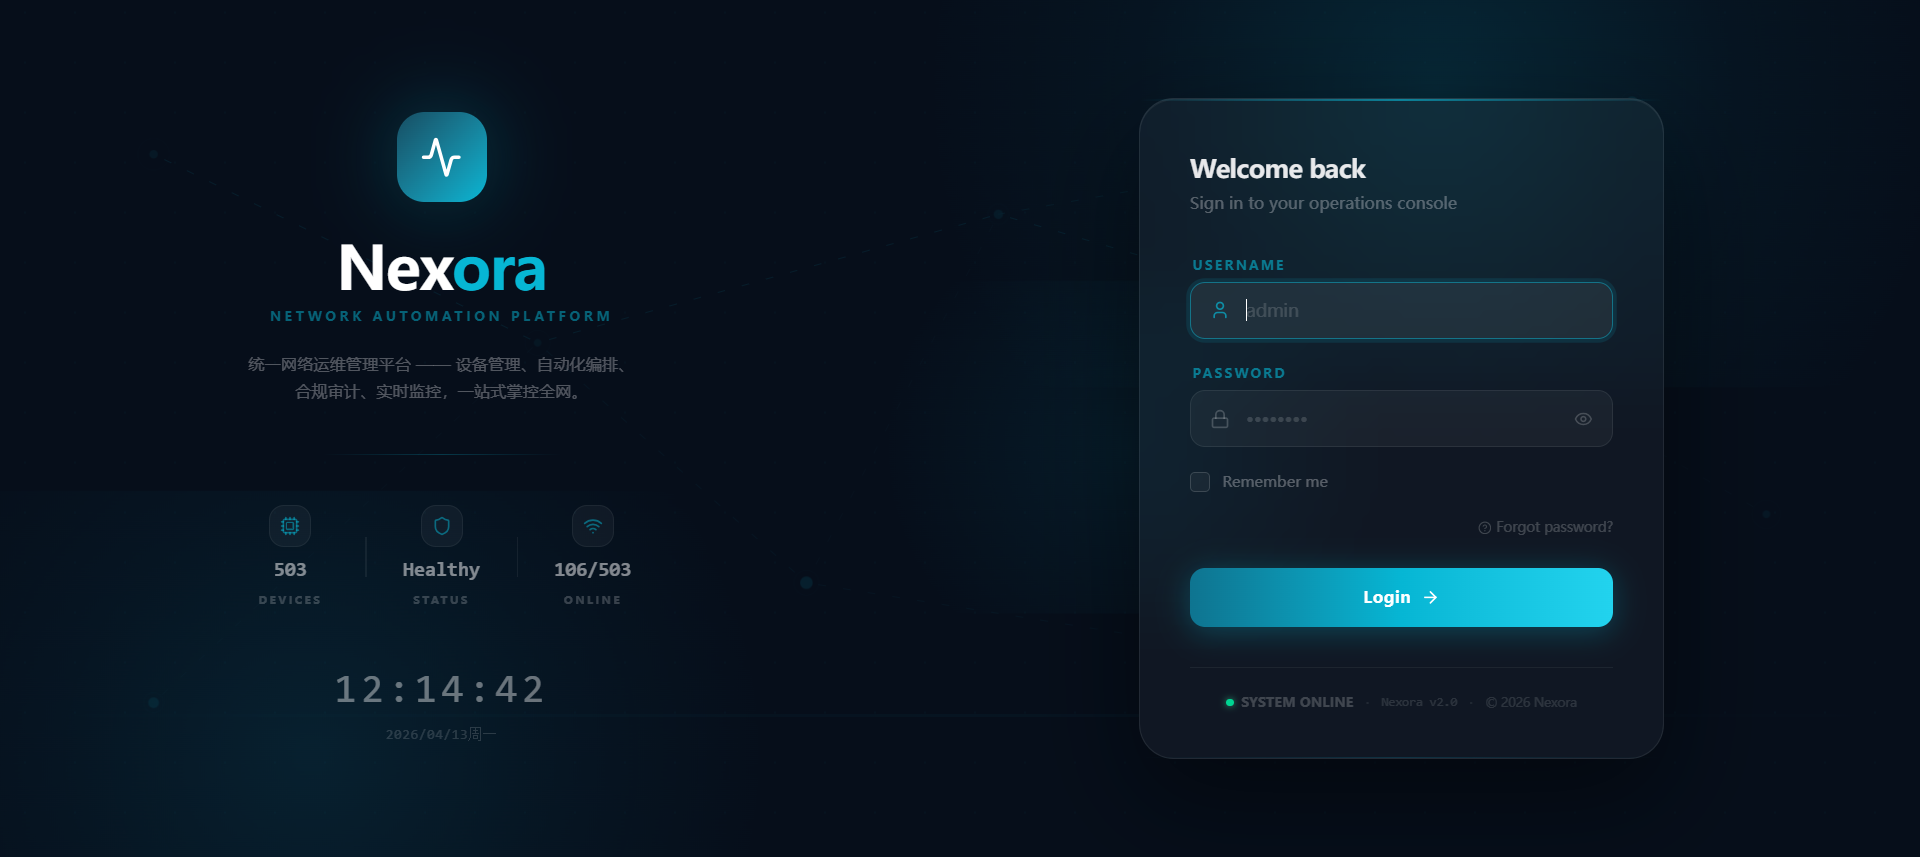 Nexora
NETWORK AUTOMATION PLATFORM
统一网络运维管理平台 —— 设备管理、自动化编排、
合规审计、实时监控，一站式掌控全网。
503
DEVICES
Healthy
STATUS
106/503
ONLINE
12:14:42
2026/04/13周一
Welcome back
Sign in to your operations console
USERNAME
admin
PASSWORD
••••••••
Remember me
Forgot password?
Login →
SYSTEM ONLINE · Nexora v2.0 · © 2026 Nexora